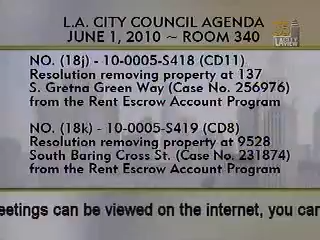 L.A. CITY COUNCIL AGENDA
JUNE 1, 2010 ~ ROOM 340
NO. (18j) - 10-0005-S418 (CD11)
Resolution removing property at 137
S. Gretna Green Way (Case No. 256976)
from the Rent Escrow Account Program
NO. (18k) - 10-0005-S419 (CD8)
Resolution removing property at 9528
South Baring Cross St. (Case No. 231874)
from the Rent Escrow Account Program
eetings can be viewed on the internet, you can